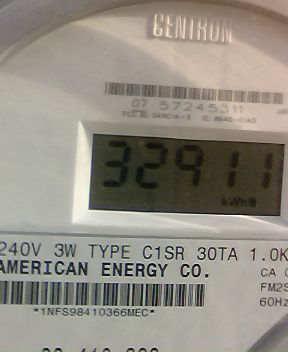 CENTRON
07 57245311
32911
kWh
240V 3W TYPE C1SR 30TA 1.0K
AMERICAN ENERGY CO.
CA
FM2S
60Hz
*1NFS98410366MEC*